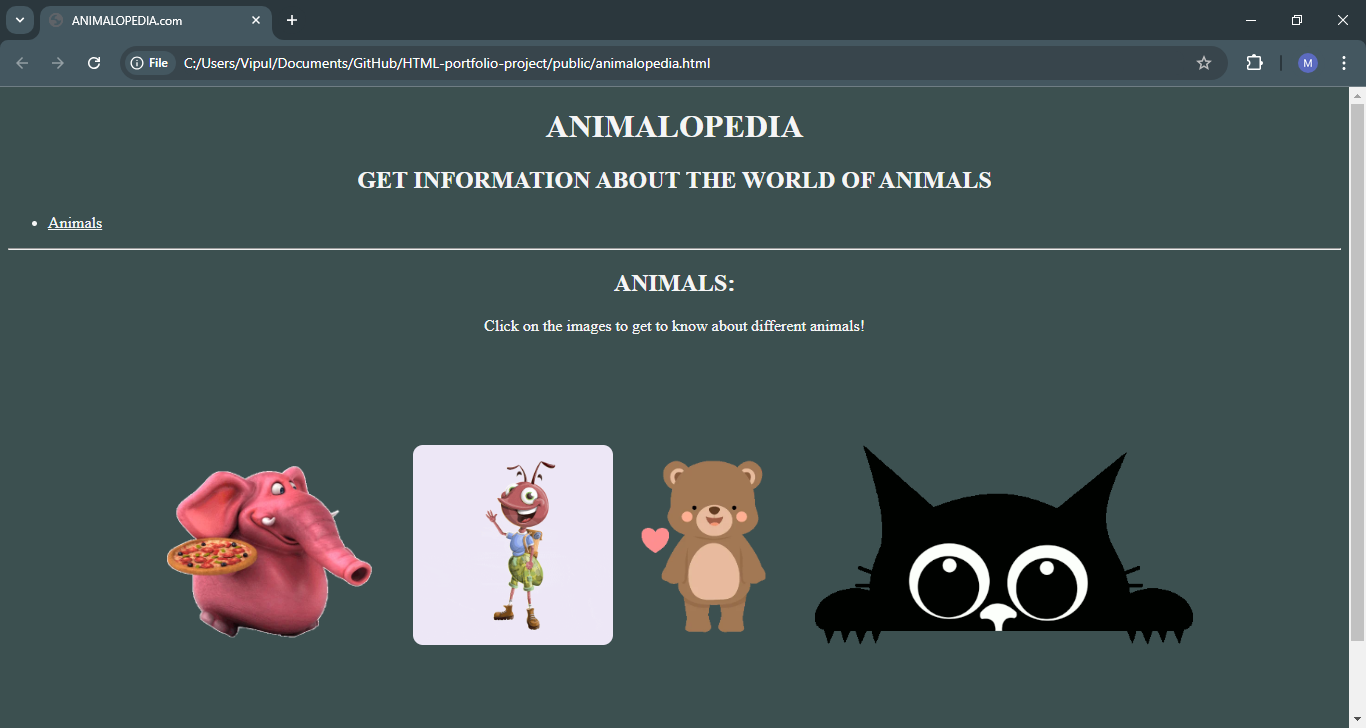 ANIMALOPEDIA.com
File C:/Users/Vipul/Documents/GitHub/HTML-portfolio-project/public/animalopedia.html
M
ANIMALOPEDIA
GET INFORMATION ABOUT THE WORLD OF ANIMALS
Animals
ANIMALS:
Click on the images to get to know about different animals!